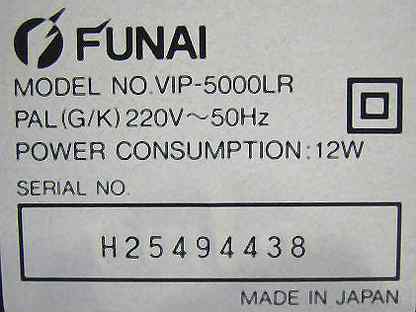 FUNAI
MODEL NO.VIP-5000LR
PAL(G/K) 220V~50Hz
POWER CONSUMPTION:12W
SERIAL NO.
H25494438
MADE IN JAPAN